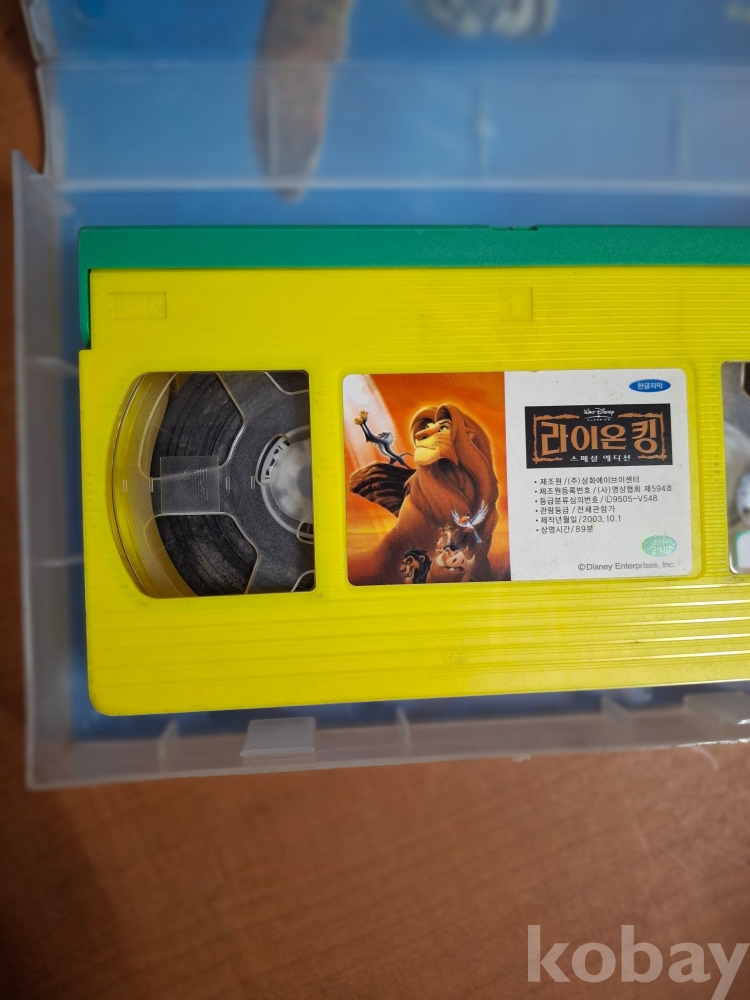 한글자막
WALT DISNEY
CLASSICS
라이온 킹
스페셜 에디션
• 제조원/(주)상화에이브이센터
• 제조원등록번호/(사)영상협회 제594호
• 등급분류심의번호/Ⓛ9505-V548
• 관람등급/전체관람가
• 제작년월일/2003.10.1
• 상영시간/89분
©Disney Enterprises, Inc.
kobay